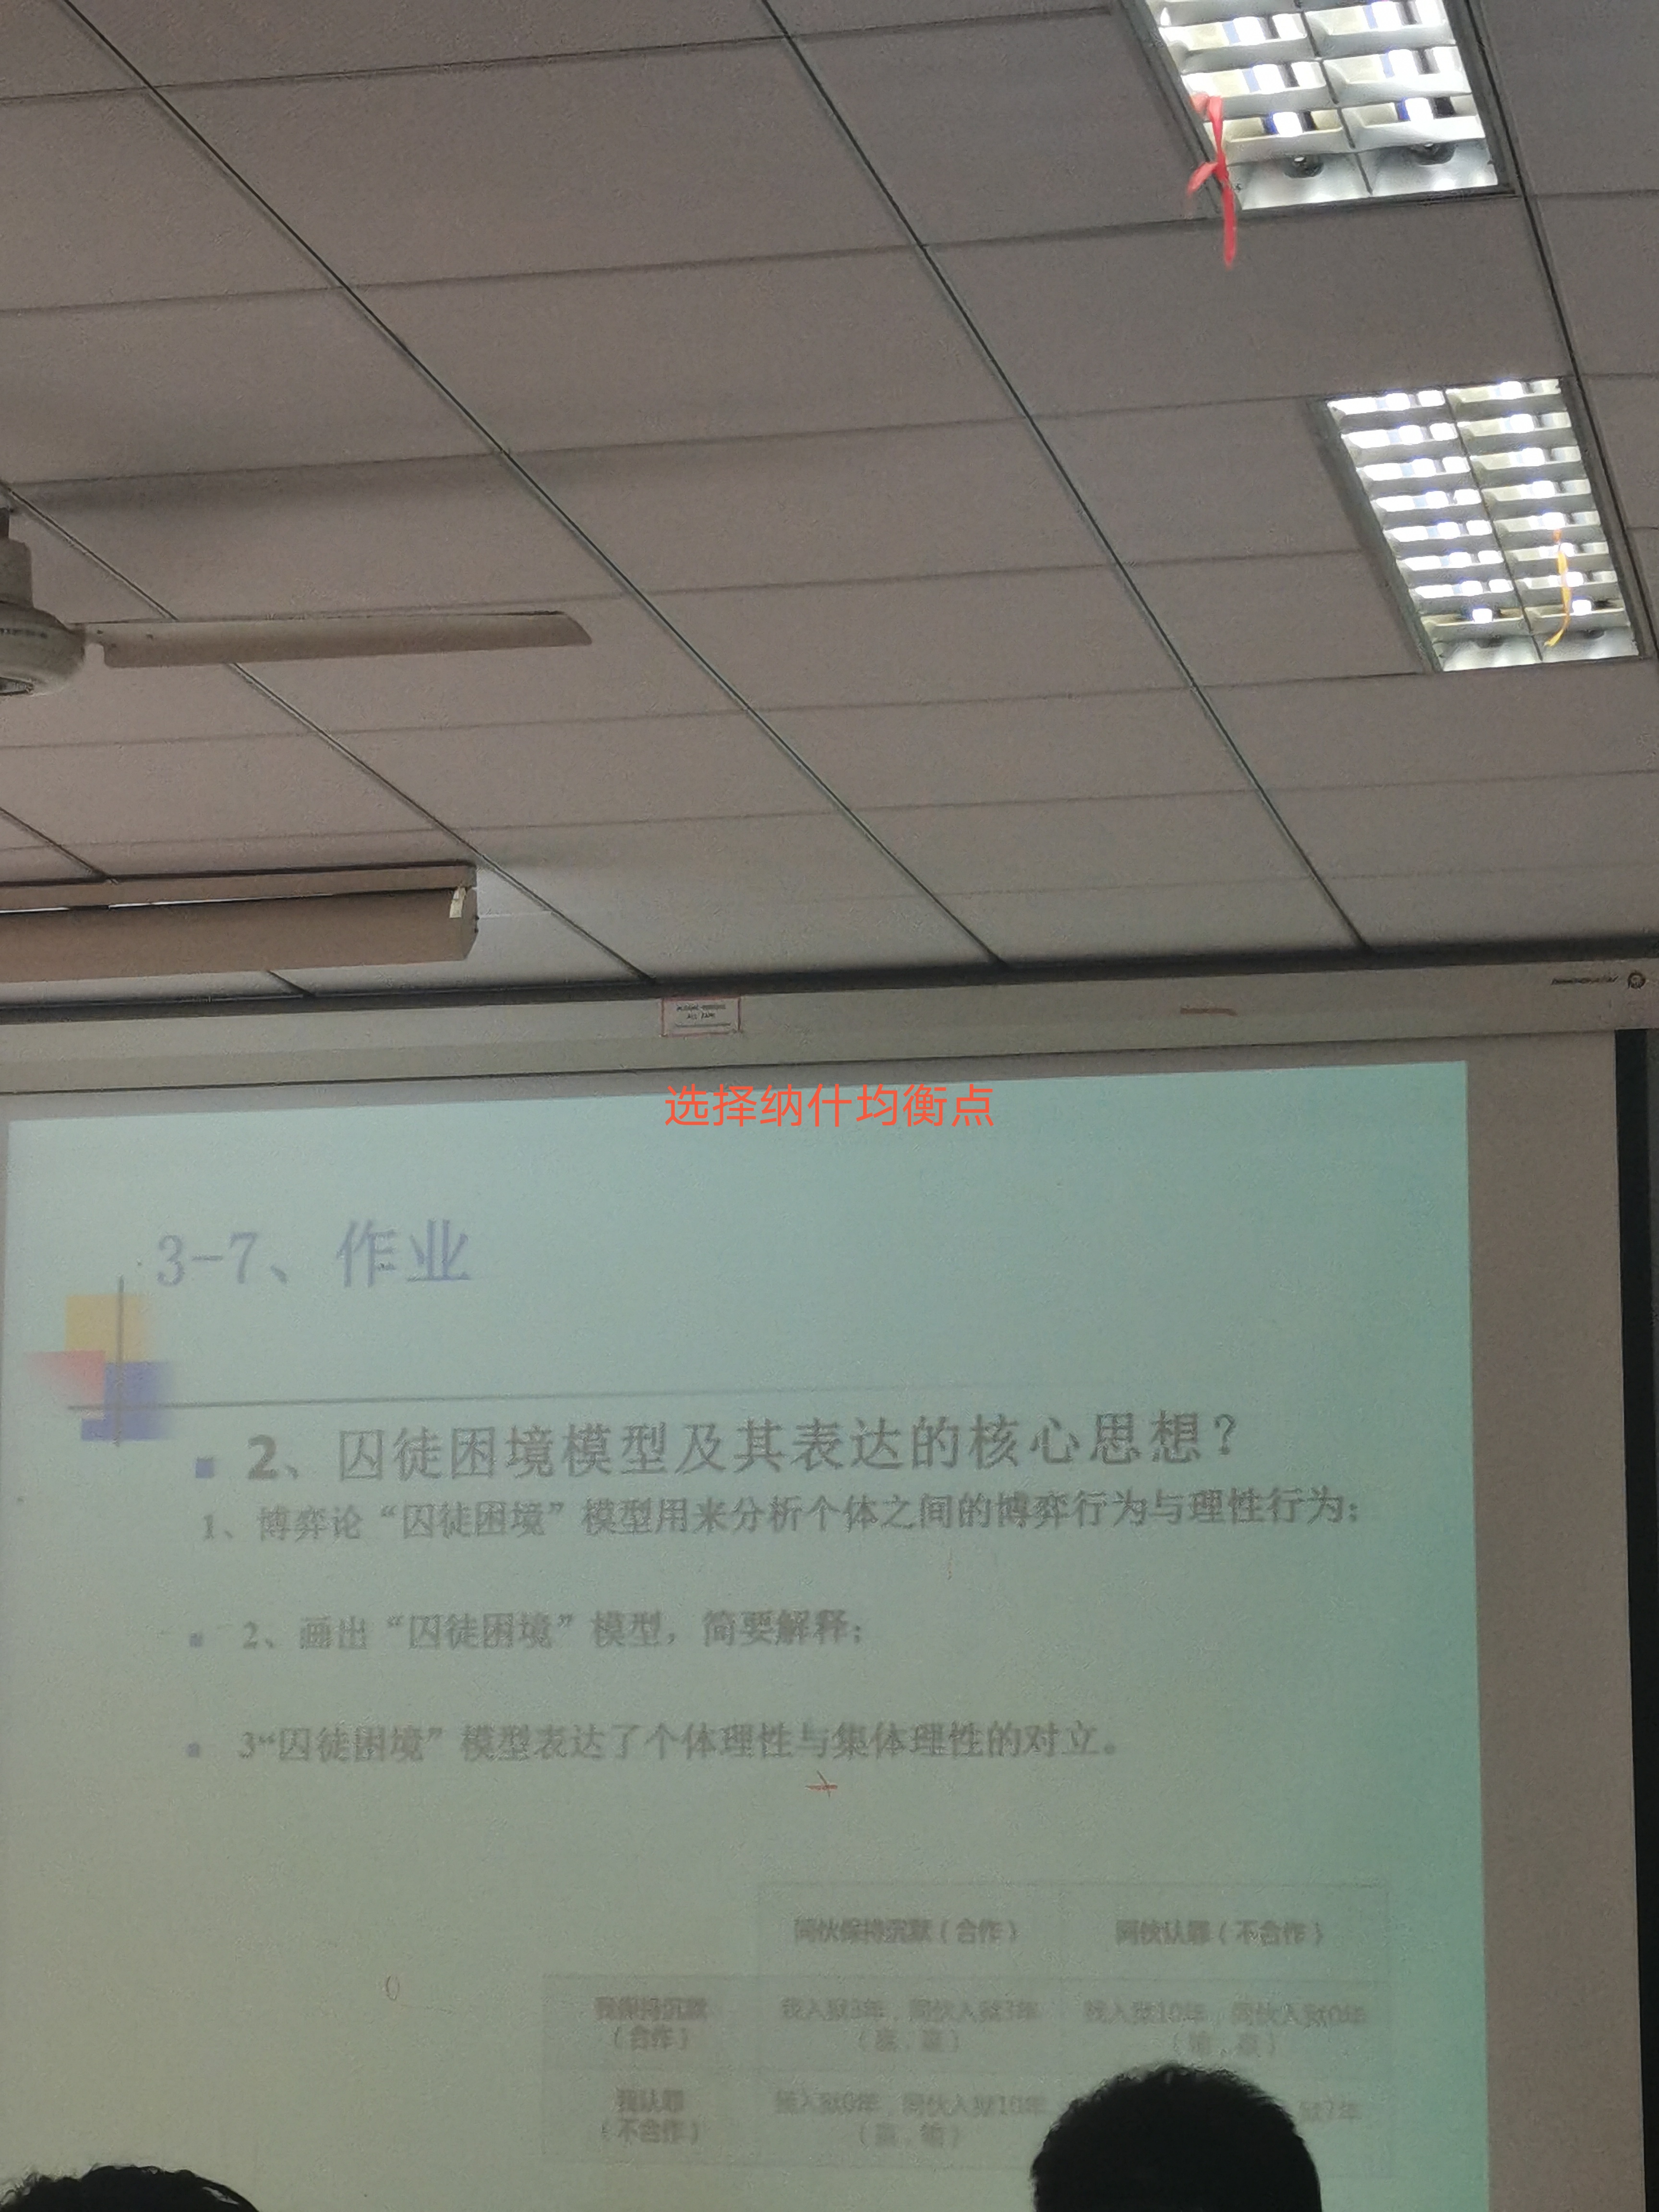 选择纳什均衡点
3-7、作业
2、囚徒困境模型及其表达的核心思想？
1、博弈论“囚徒困境”模型用来分析个体之间的博弈行为与理性行为；
2、画出“囚徒困境”模型，简要解释；
3“囚徒困境”模型表达了个体理性与集体理性的对立。
同伙保持沉默（合作） 同伙认罪（不合作）
我保持沉默 我入狱3年，同伙入狱3年 我入狱10年，同伙入狱0年
（合作） （赢，赢） （输，赢）
我认罪 我入狱0年，同伙入狱10年 狱7年
（不合作） （赢，输）